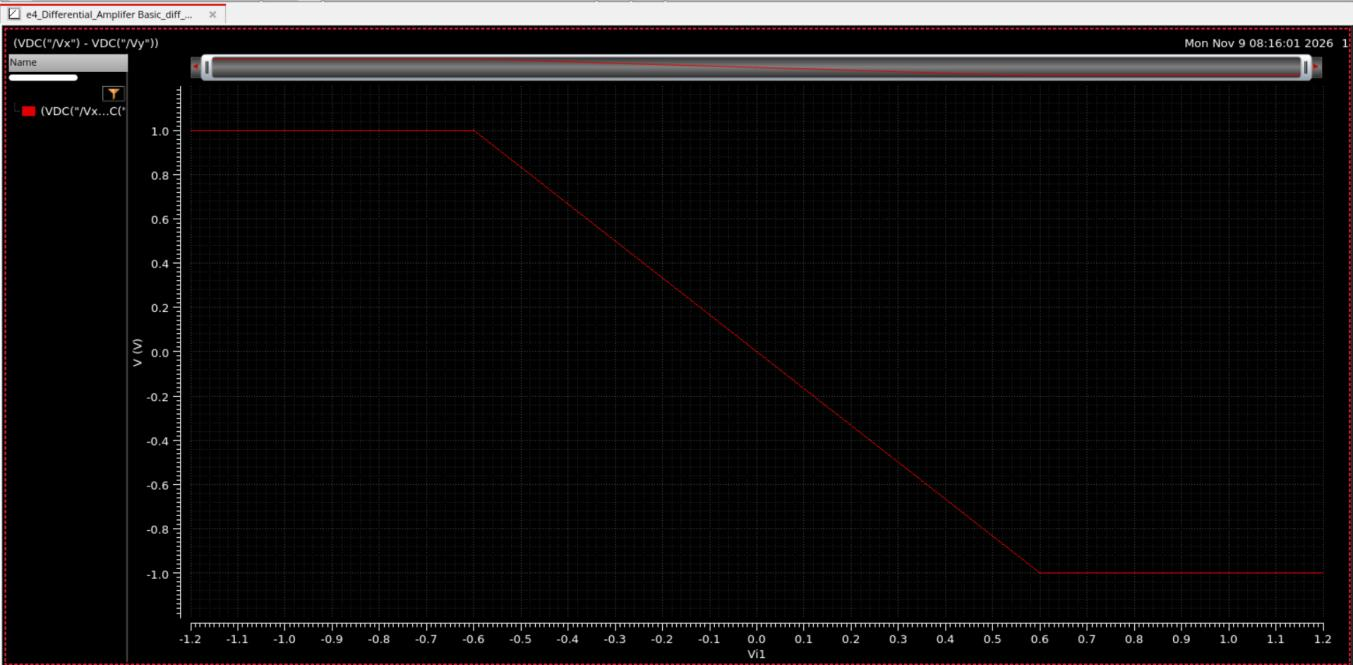 e4_Differential_Amplifer Basic_diff_...
(VDC("/Vx") - VDC("/Vy"))
Mon Nov 9 08:16:01 2026 1
Name
(VDC("/Vx...C("
1.0
0.8
0.6
0.4
0.2
0.0
-0.2
-0.4
-0.6
-0.8
-1.0
V (V)
-1.2 -1.1 -1.0 -0.9 -0.8 -0.7 -0.6 -0.5 -0.4 -0.3 -0.2 -0.1 0.0 0.1 0.2 0.3 0.4 0.5 0.6 0.7 0.8 0.9 1.0 1.1 1.2
Vi1